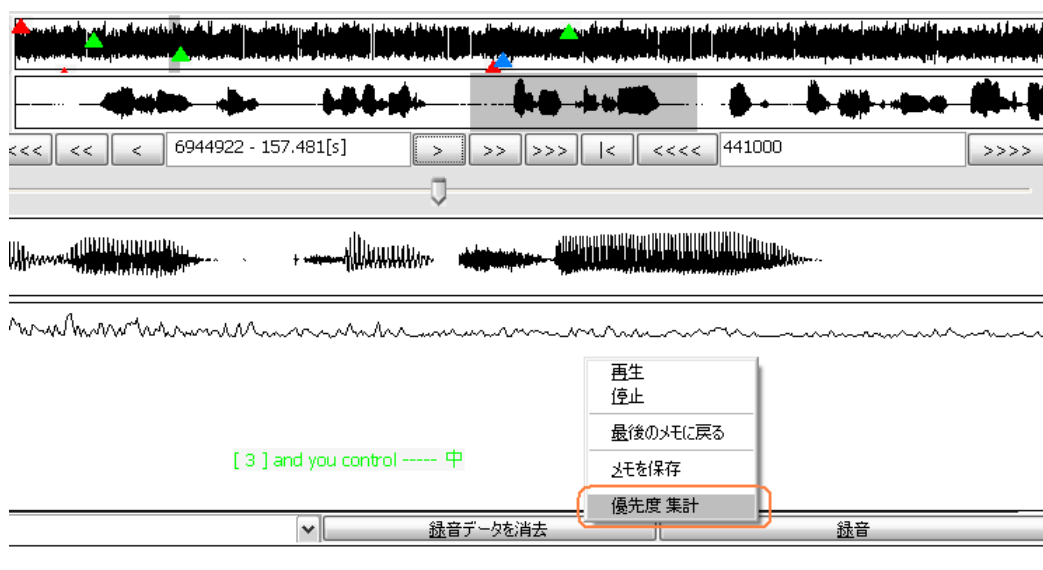 <<< << < 6944922 - 157.481[s] > >> >>> |< <<<< 441000 >>>>
再生
停止
最後のメモに戻る
メモを保存
[ 3 ] and you control ----- 中
優先度 集計
録音データを消去 録音